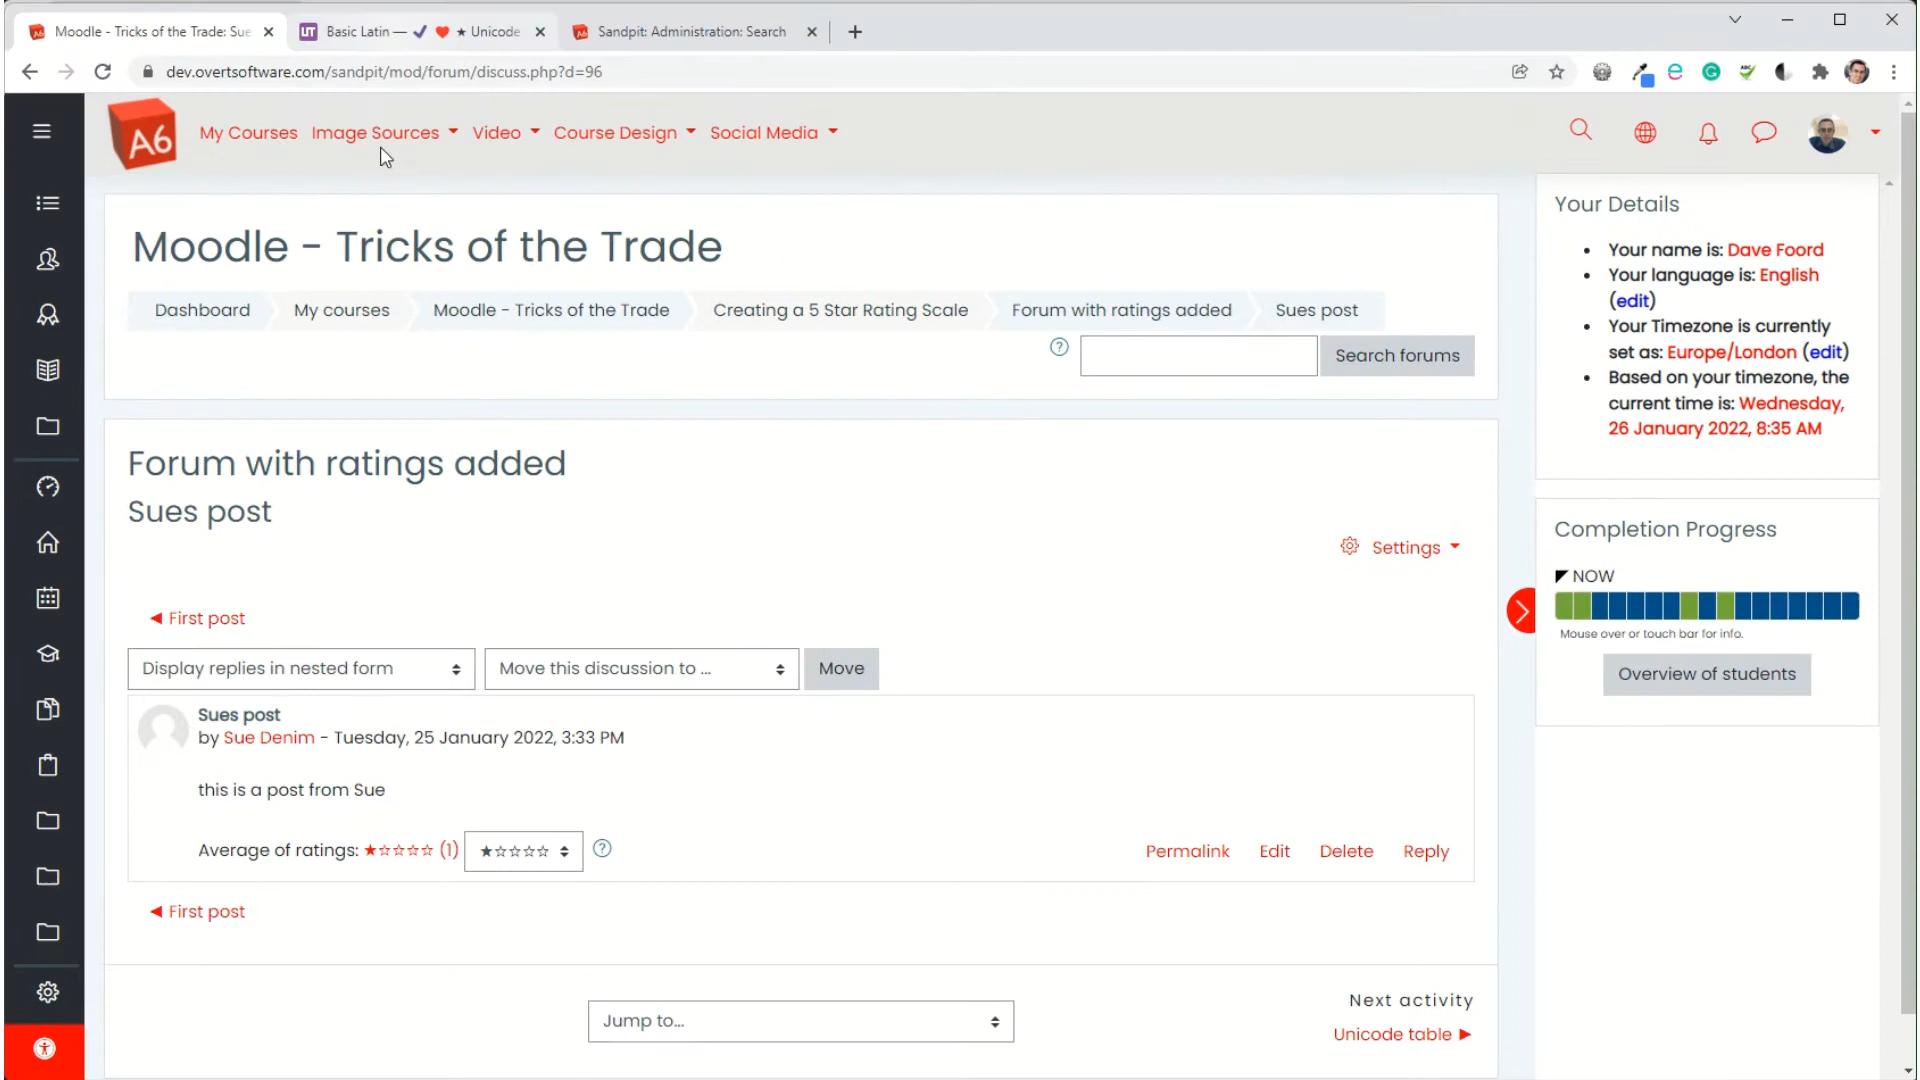 Moodle - Tricks of the Trade: Sue
Basic Latin — ✔ ❤ ★ Unicode
Sandpit: Administration: Search
dev.overtsoftware.com/sandpit/mod/forum/discuss.php?d=96
A6
My Courses
Image Sources
Video
Course Design
Social Media
Moodle - Tricks of the Trade
Dashboard
My courses
Moodle - Tricks of the Trade
Creating a 5 Star Rating Scale
Forum with ratings added
Sues post
Search forums
Forum with ratings added
Sues post
Settings
◀ First post
Display replies in nested form
Move this discussion to ...
Move
Sues post
by Sue Denim - Tuesday, 25 January 2022, 3:33 PM
this is a post from Sue
Average of ratings: ★☆☆☆☆ (1)
★☆☆☆☆
Permalink
Edit
Delete
Reply
◀ First post
Jump to...
Next activity
Unicode table ▶
Your Details
Your name is: Dave Foord
Your language is: English
(edit)
Your Timezone is currently
set as: Europe/London (edit)
Based on your timezone, the
current time is: Wednesday,
26 January 2022, 8:35 AM
Completion Progress
NOW
Mouse over or touch bar for info.
Overview of students